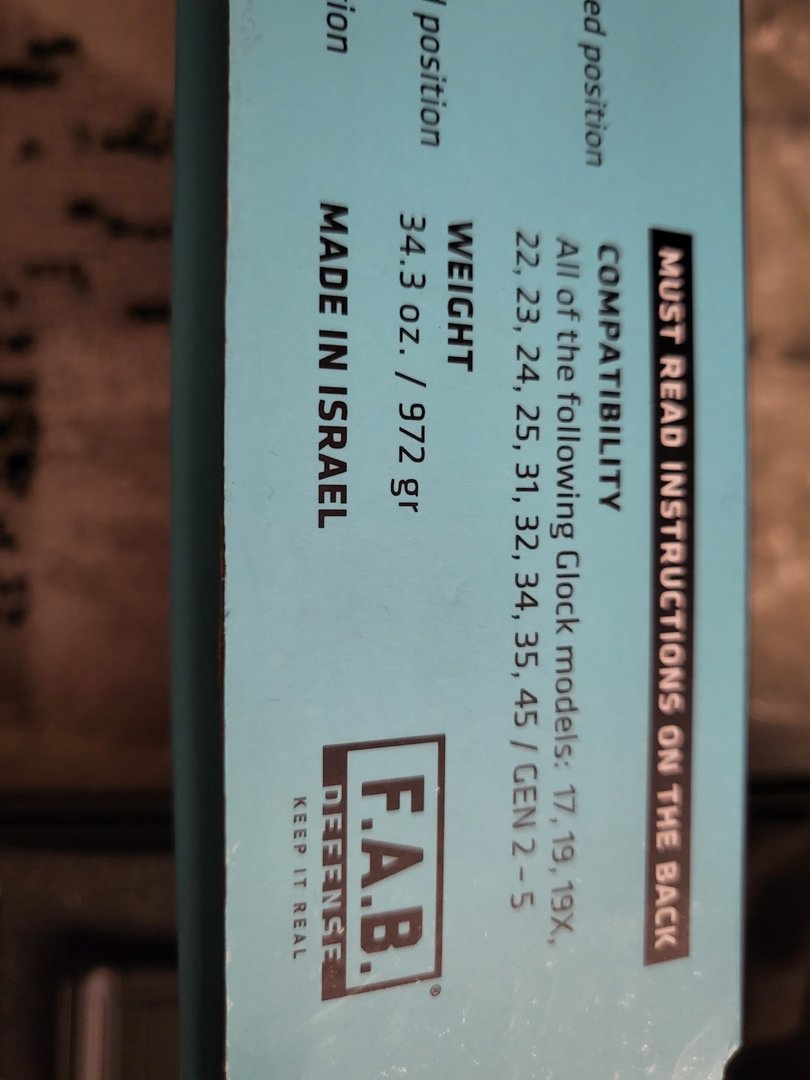 ed position
position
ion
MUST READ INSTRUCTIONS ON THE BACK
COMPATIBILITY
All of the following Glock models: 17, 19, 19X,
22, 23, 24, 25, 31, 32, 34, 35, 45 / GEN 2 - 5
WEIGHT
34.3 oz. / 972 gr
MADE IN ISRAEL
F.A.B.®
DEFENSE
KEEP IT REAL